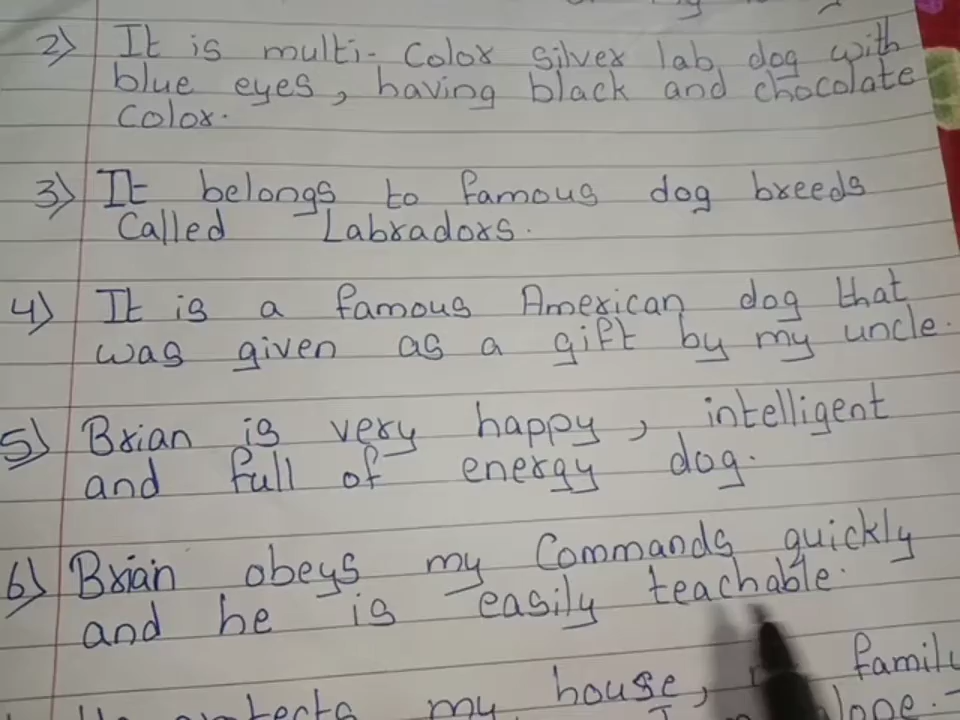 2) It is multi- Color silver lab dog with
blue eyes, having black and chocolate
Color.
3) It belongs to famous dog breeds
Called Labradors.
4) It is a famous American dog that
was given as a gift by my uncle.
5) Brian is very happy, intelligent
and full of energy dog.
6) Brian obeys my Commands quickly
and he is easily teachable.
my house, family